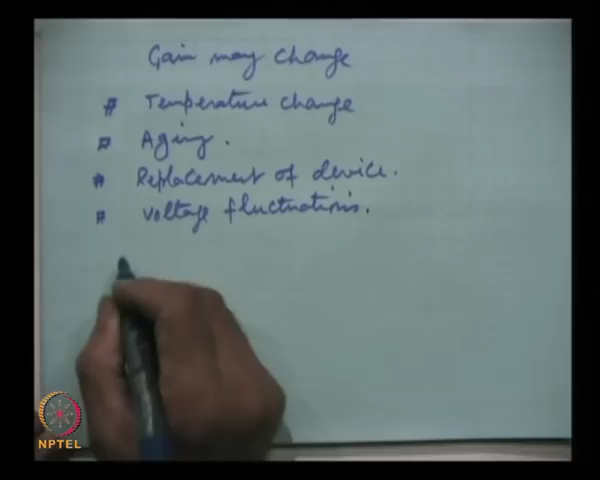 Gain may change
# Temperature change
# Aging.
# Replacement of device.
# Voltage fluctuations.
NPTEL